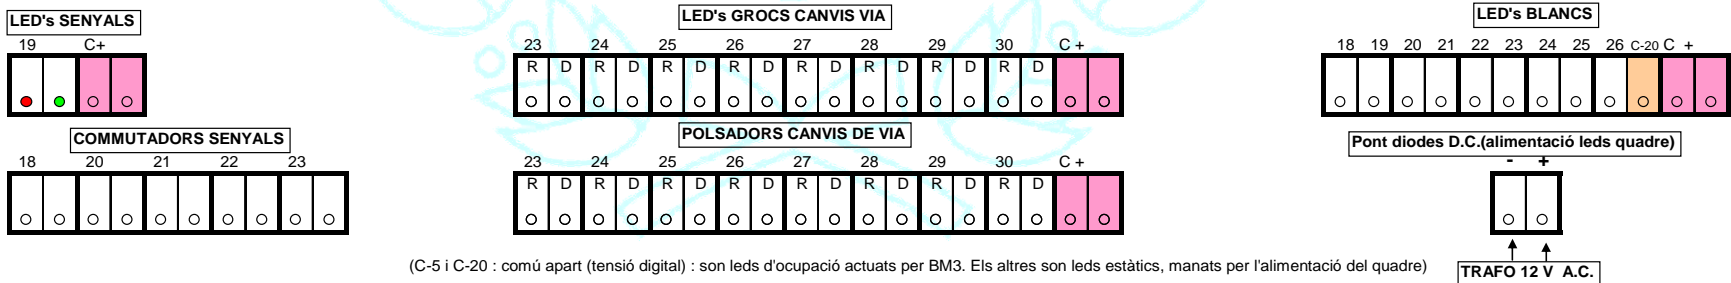 LED's SENYALS
19 C+
COMMUTADORS SENYALS
18 20 21 22 23
LED's GROCS CANVIS VIA
23 24 25 26 27 28 29 30 C +
R D R D R D R D R D R D R D R D
POLSADORS CANVIS DE VIA
23 24 25 26 27 28 29 30 C +
R D R D R D R D R D R D R D R D
LED's BLANCS
18 19 20 21 22 23 24 25 26 C-20 C +
Pont diodes D.C.(alimentació leds quadre)
- +
TRAFO 12 V A.C.
(C-5 i C-20 : comú apart (tensió digital) : son leds d'ocupació actuats per BM3. Els altres son leds estàtics, manats per l'alimentació del quadre)